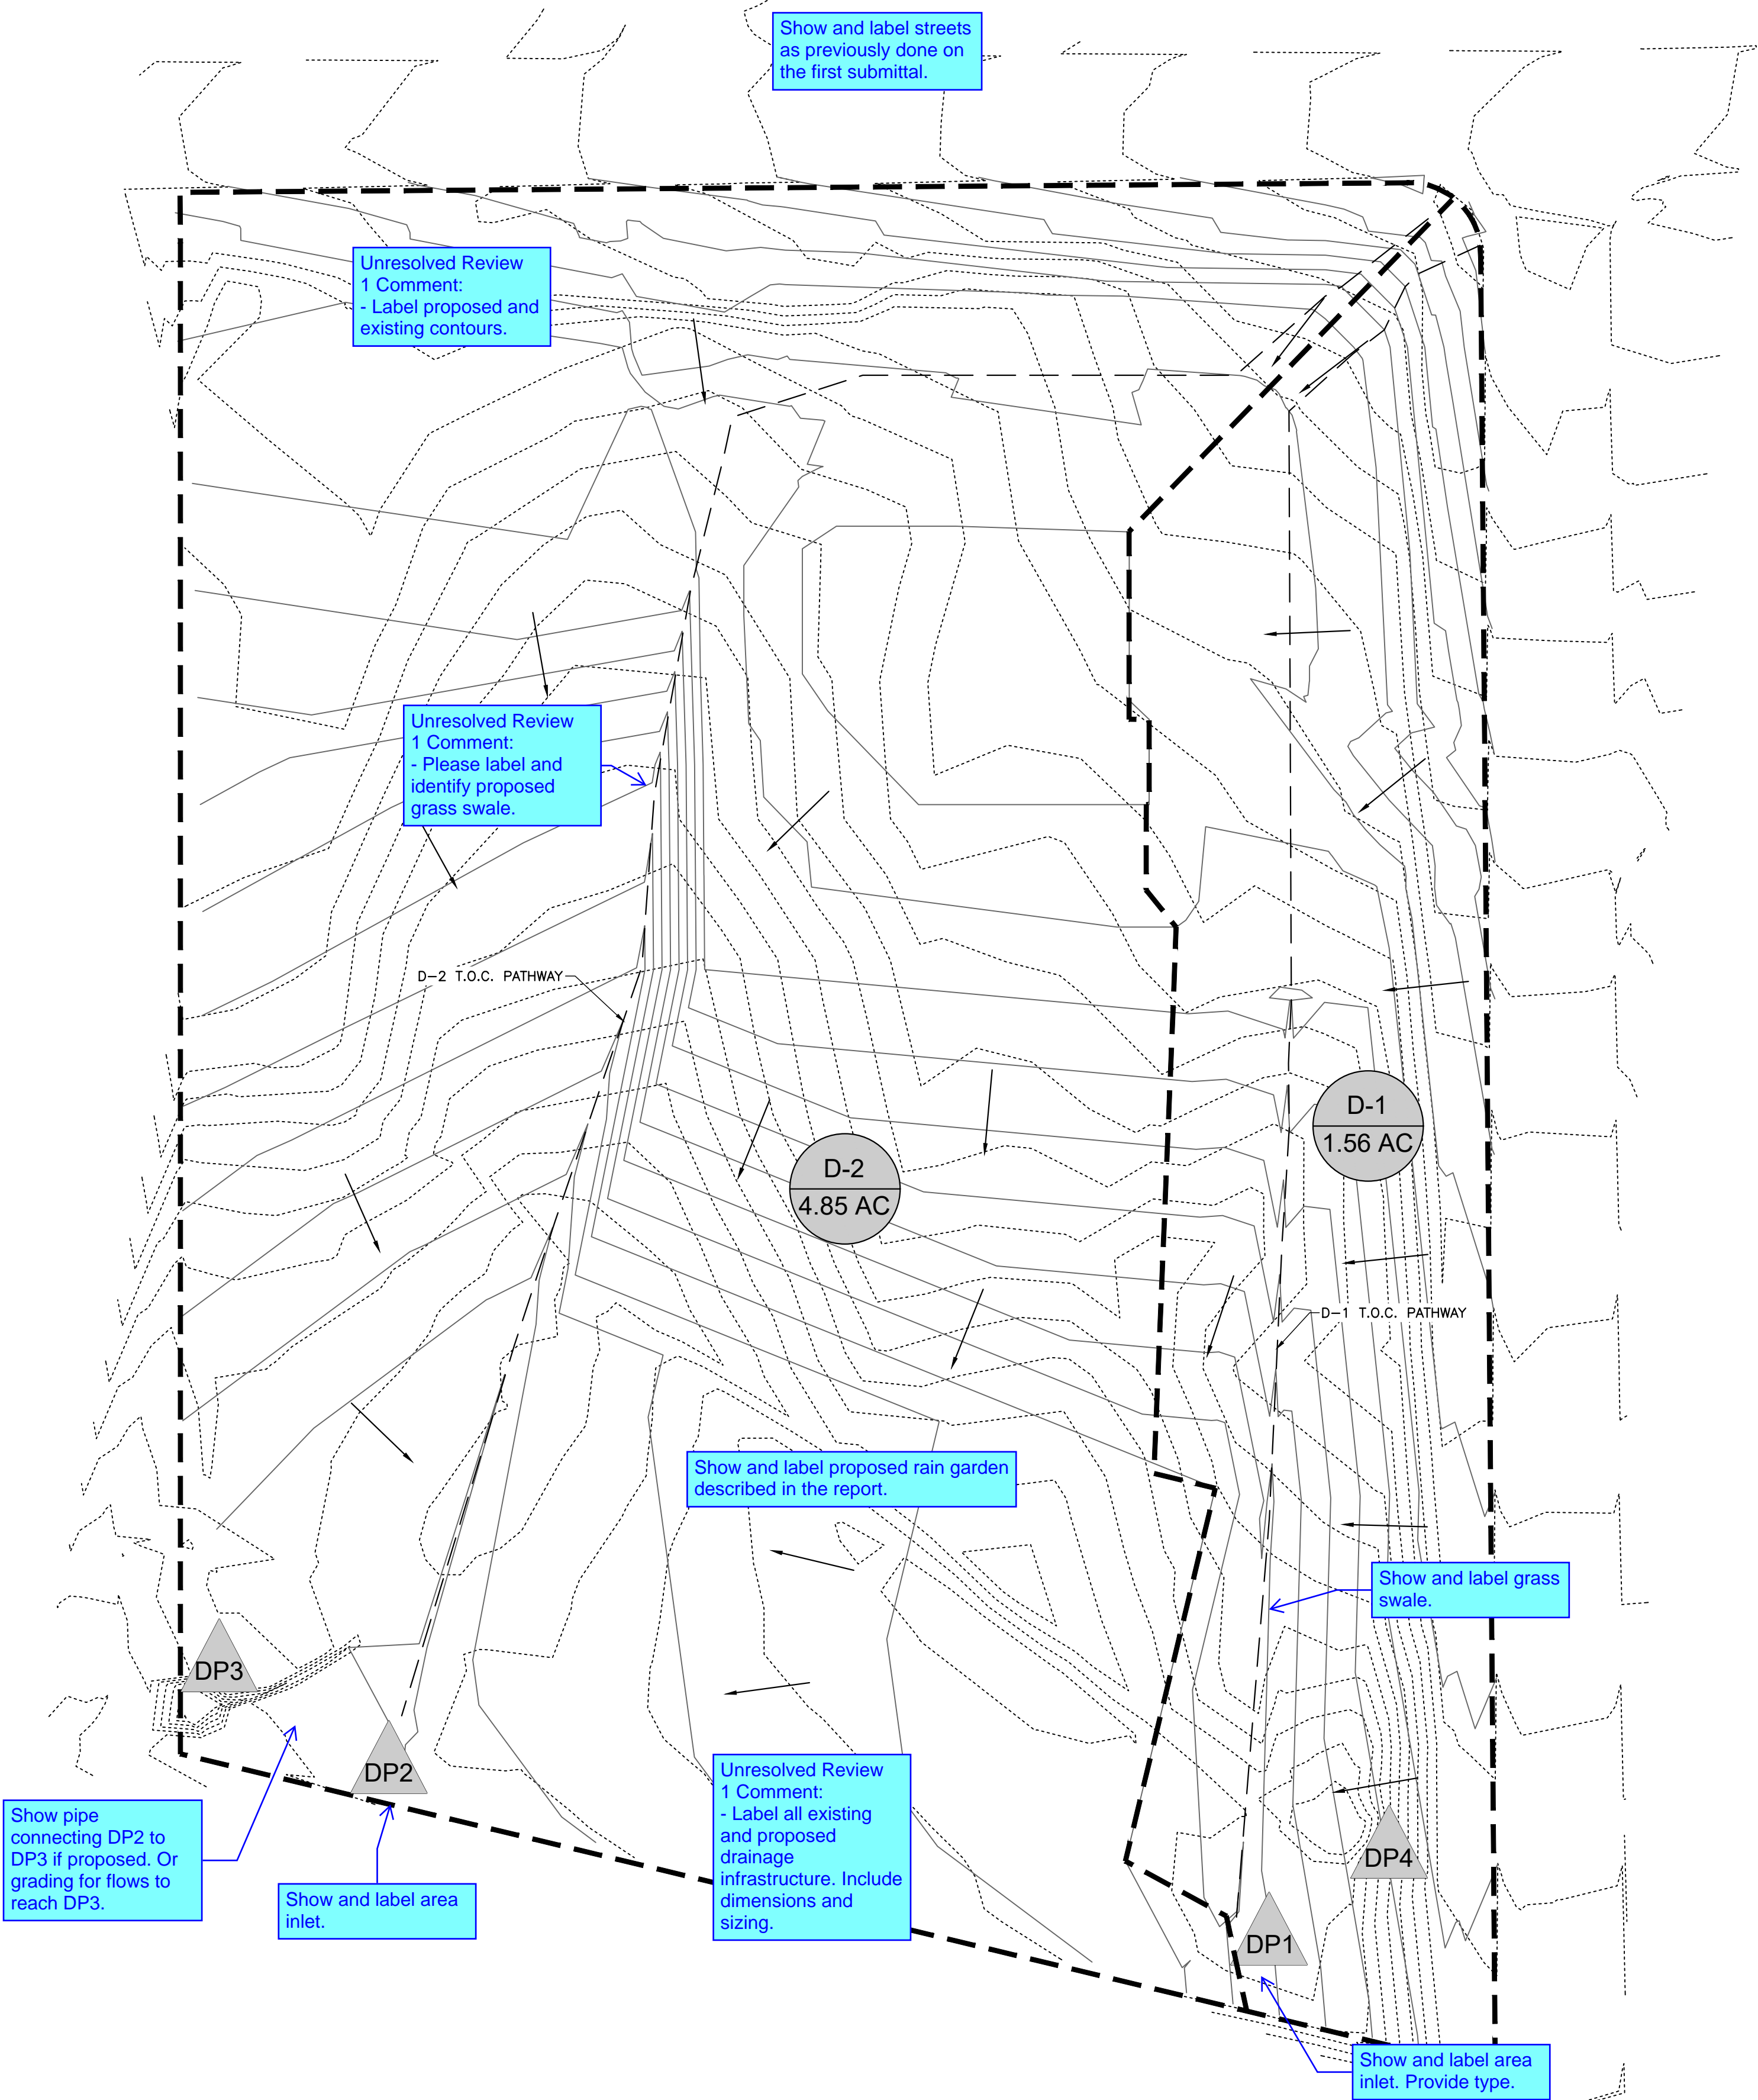 Show and label streets
as previously done on
the first submittal.
Unresolved Review
1 Comment:
- Label proposed and
existing contours.
Unresolved Review
1 Comment:
- Please label and
identify proposed
grass swale.
D-2 T.O.C. PATHWAY
D-1
1.56 AC
D-2
4.85 AC
D-1 T.O.C. PATHWAY
Show and label proposed rain garden
described in the report.
Show and label grass
swale.
DP3
DP2
Unresolved Review
1 Comment:
- Label all existing
and proposed
drainage
infrastructure. Include
dimensions and
sizing.
Show pipe
connecting DP2 to
DP3 if proposed. Or
grading for flows to
reach DP3.
Show and label area
inlet.
DP4
DP1
Show and label area
inlet. Provide type.